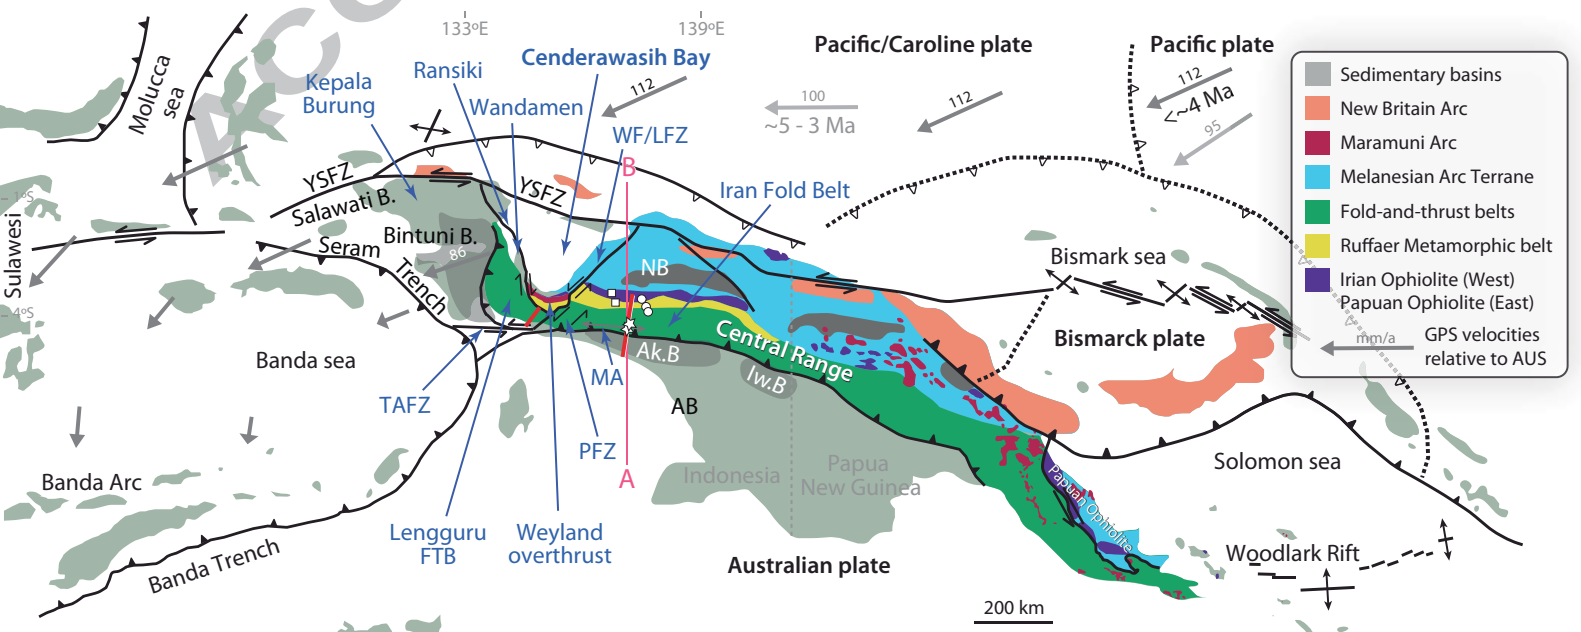 133ºE
139ºE
Pacific/Caroline plate
Pacific plate
Molucca
sea
Kepala
Burung
Ransiki
Cenderawasih Bay
Wandamen
WF/LFZ
112
100
~5 - 3 Ma
112
112
<~4 Ma
95
Sedimentary basins
New Britain Arc
Maramuni Arc
Melanesian Arc Terrane
Fold-and-thrust belts
Ruffaer Metamorphic belt
Irian Ophiolite (West)
Papuan Ophiolite (East)
mm/a
GPS velocities
relative to AUS
B
YSFZ
YSFZ
Iran Fold Belt
1ºS
Salawati B.
Sulawesi
Seram
Trench
Bintuni B.
86
NB
Bismark sea
4ºS
Bismarck plate
Banda sea
Central Range
Ak.B
Iw.B
MA
TAFZ
AB
PFZ
A
Indonesia
Papua
New Guinea
Solomon sea
Papuan Ophiolite
Banda Arc
Lengguru
FTB
Weyland
overthrust
Banda Trench
Australian plate
Woodlark Rift
200 km